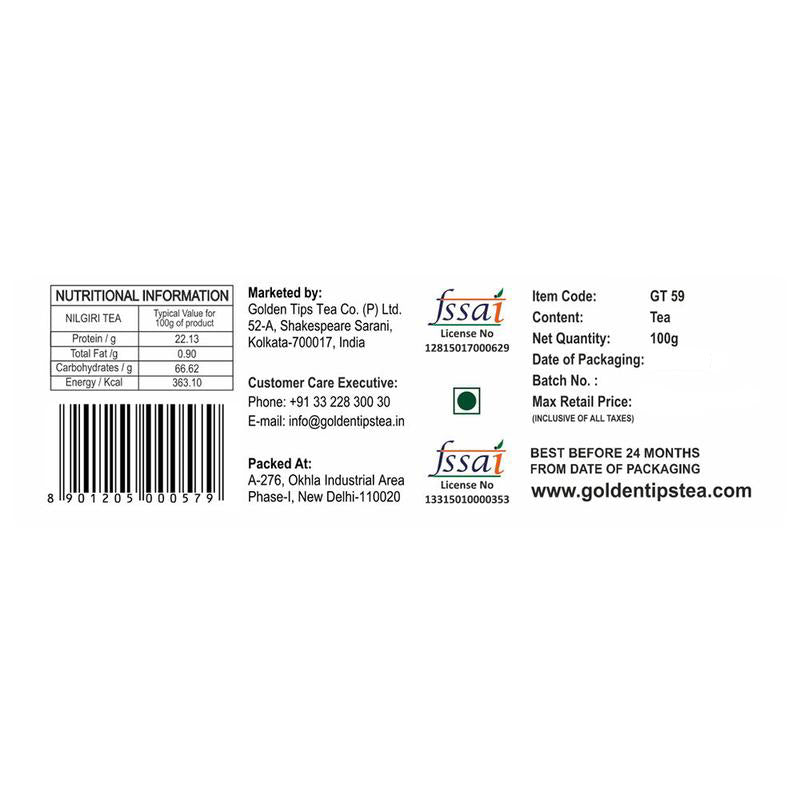 NUTRITIONAL INFORMATION
NILGIRI TEA
Typical Value for
100g of product
Protein / g 22.13
Total Fat /g 0.90
Carbohydrates / g 66.62
Energy / Kcal 363.10
8 901205 000579
Marketed by:
Golden Tips Tea Co. (P) Ltd.
52-A, Shakespeare Sarani,
Kolkata-700017, India
Customer Care Executive:
Phone: +91 33 228 300 30
E-mail: info@goldentipstea.in
Packed At:
A-276, Okhla Industrial Area
Phase-I, New Delhi-110020
fssai
License No
12815017000629
fssai
License No
13315010000353
Item Code: GT 59
Content: Tea
Net Quantity: 100g
Date of Packaging:
Batch No. :
Max Retail Price:
(INCLUSIVE OF ALL TAXES)
BEST BEFORE 24 MONTHS
FROM DATE OF PACKAGING
www.goldentipstea.com